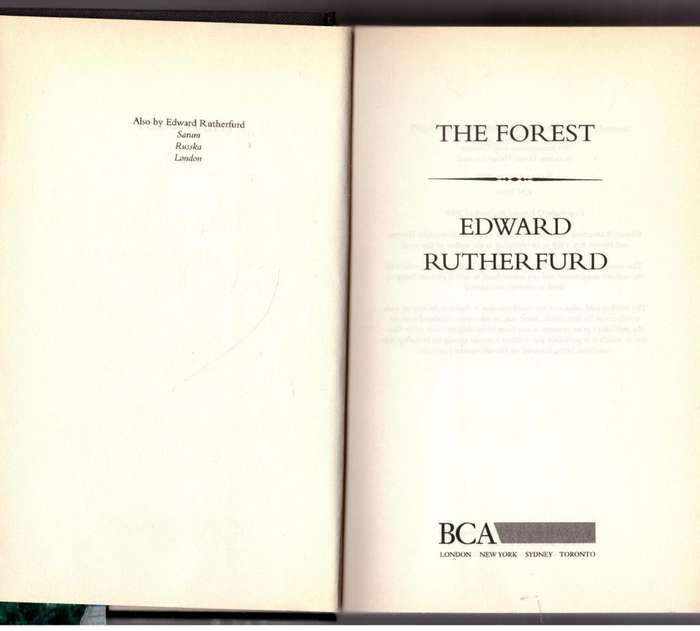 Also by Edward Rutherfurd
Sarum
Russka
London
THE FOREST
EDWARD
RUTHERFURD
BCA
LONDON · NEW YORK · SYDNEY · TORONTO